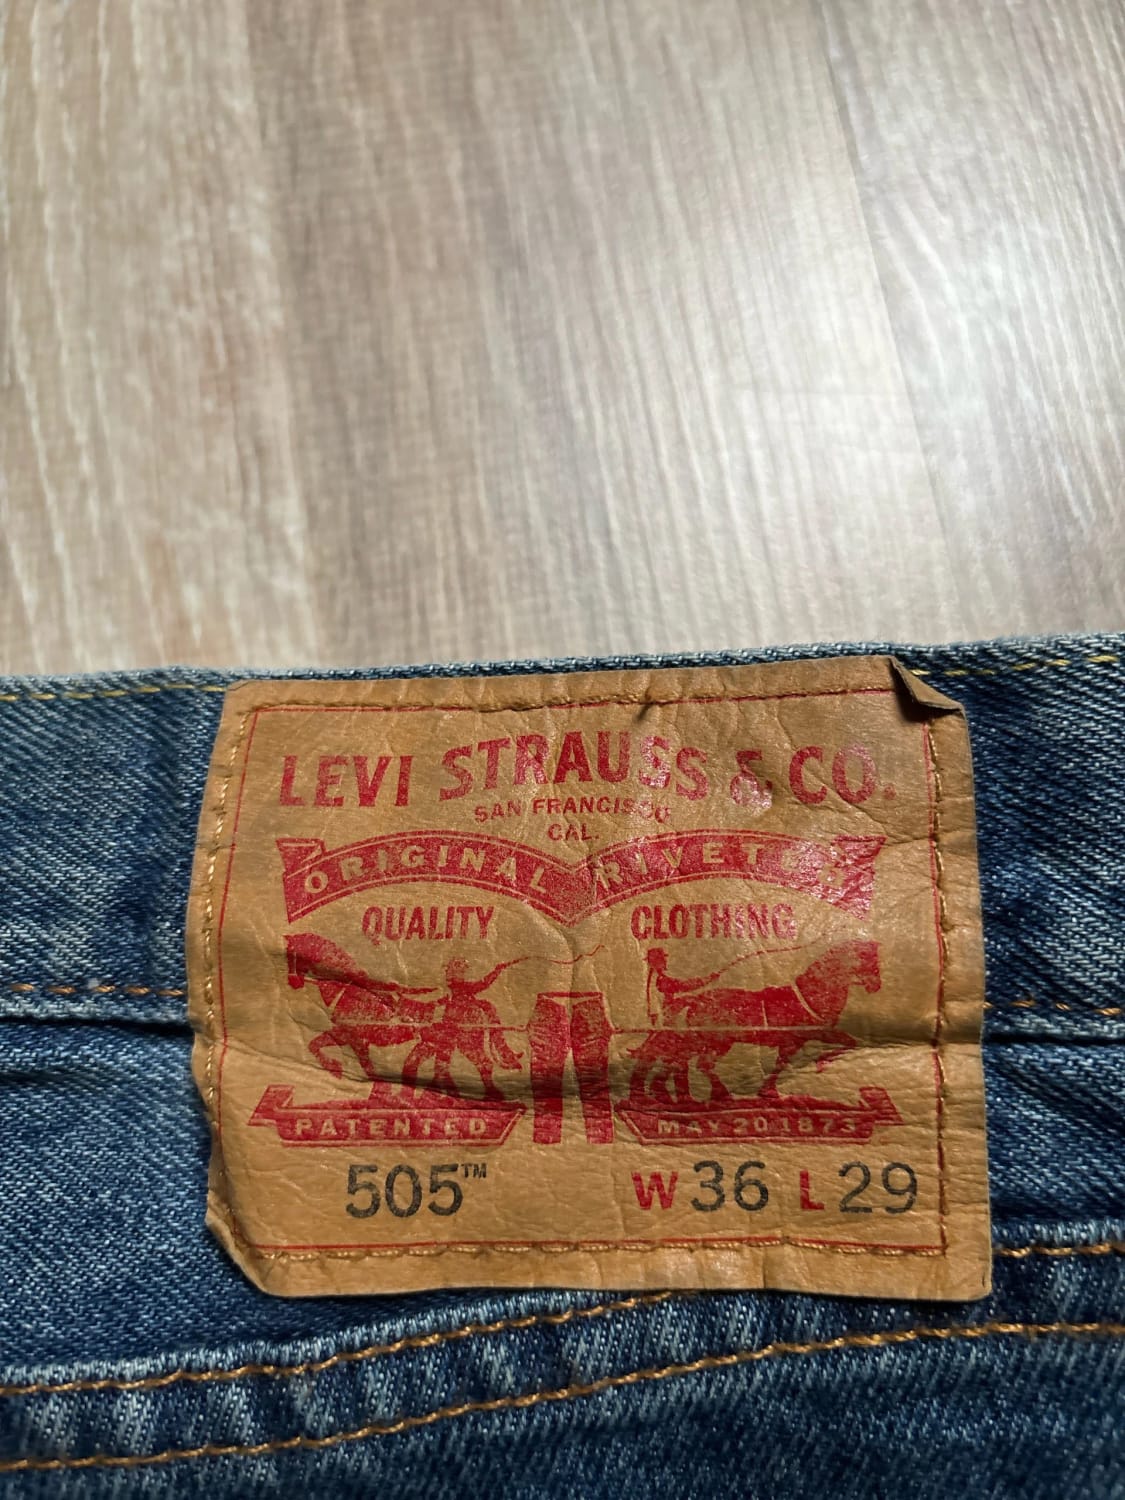 LEVI STRAUSS & CO.
SAN FRANCISCO
CAL.
ORIGINAL RIVETED
QUALITY CLOTHING
PATENTED MAY 20 1873
505™ W 36 L 29